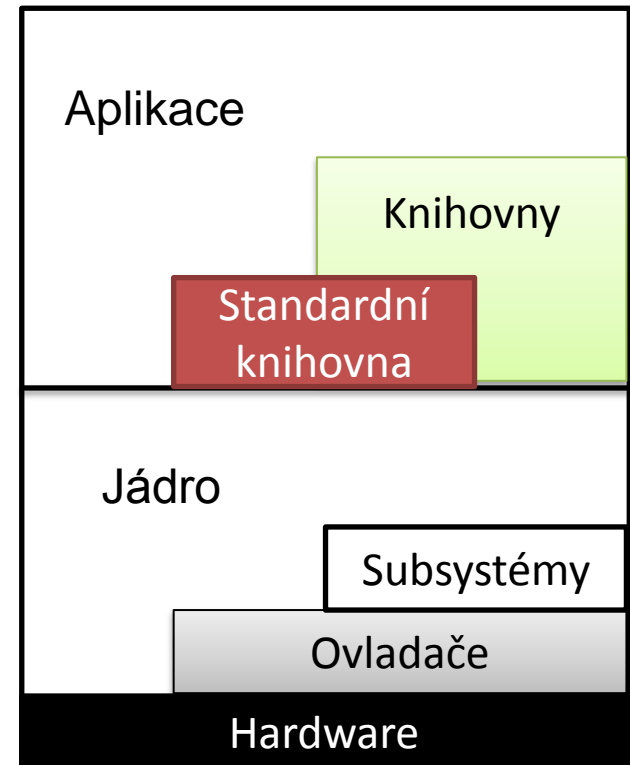 Aplikace
Knihovny
Standardní
knihovna
Jádro
Subsystémy
Ovladače
Hardware